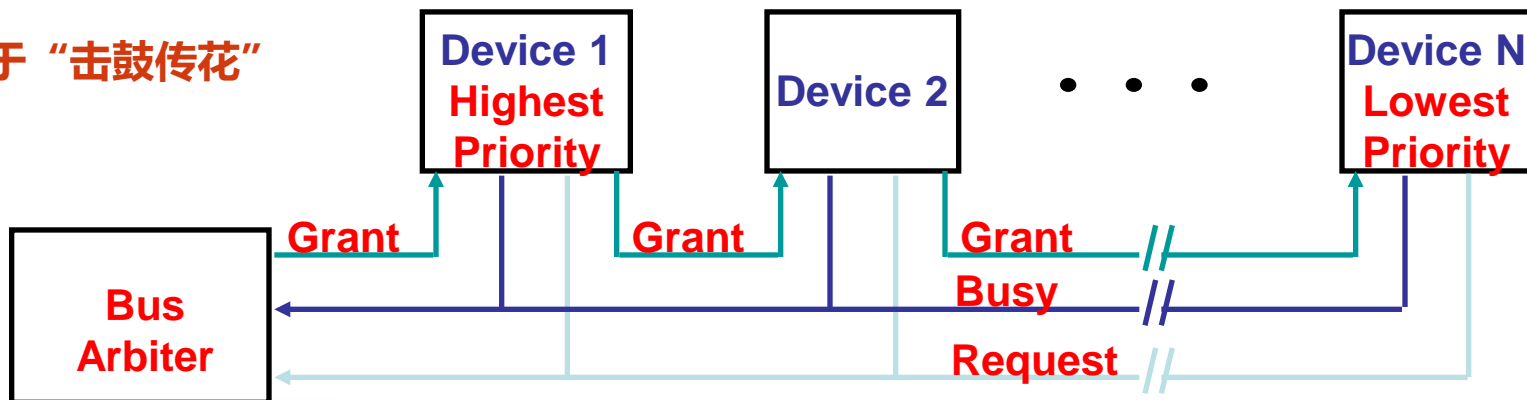 于 “击鼓传花”
Device 1
Highest
Priority
Device 2
Device N
Lowest
Priority
Grant
Grant
Grant
Bus
Arbiter
Busy
Request